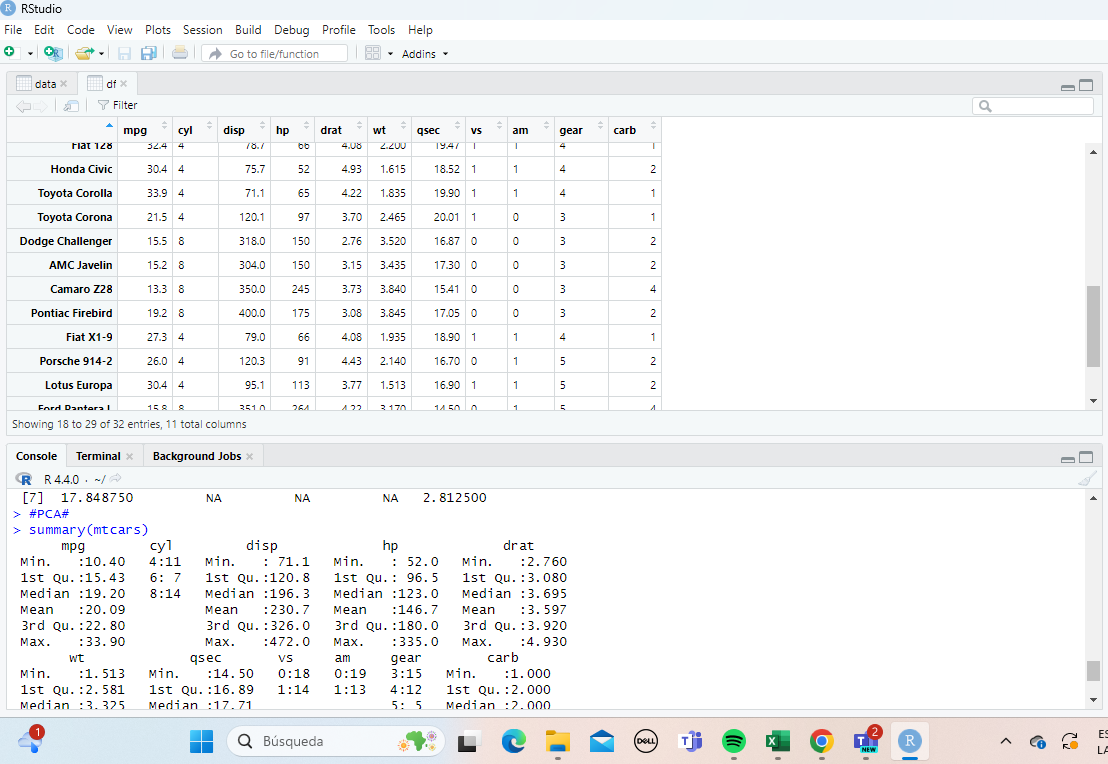 RStudio
File Edit Code View Plots Session Build Debug Profile Tools Help
Go to file/function Addins
data df
Filter
mpg cyl disp hp drat wt qsec vs am gear carb
Fiat 128 32.4 4 78.7 66 4.08 2.200 19.47 1 1 4 1
Honda Civic 30.4 4 75.7 52 4.93 1.615 18.52 1 1 4 2
Toyota Corolla 33.9 4 71.1 65 4.22 1.835 19.90 1 1 4 1
Toyota Corona 21.5 4 120.1 97 3.70 2.465 20.01 1 0 3 1
Dodge Challenger 15.5 8 318.0 150 2.76 3.520 16.87 0 0 3 2
AMC Javelin 15.2 8 304.0 150 3.15 3.435 17.30 0 0 3 2
Camaro Z28 13.3 8 350.0 245 3.73 3.840 15.41 0 0 3 4
Pontiac Firebird 19.2 8 400.0 175 3.08 3.845 17.05 0 0 3 2
Fiat X1-9 27.3 4 79.0 66 4.08 1.935 18.90 1 1 4 1
Porsche 914-2 26.0 4 120.3 91 4.43 2.140 16.70 0 1 5 2
Lotus Europa 30.4 4 95.1 113 3.77 1.513 16.90 1 1 5 2
Ford Pantera L 15.8 8 351.0 264 4.22 3.170 14.50 0 1 5 4
Showing 18 to 29 of 32 entries, 11 total columns
Console Terminal Background Jobs
R R 4.4.0 · ~/
[7] 17.848750 NA NA NA 2.812500
> #PCA#
> summary(mtcars)
mpg cyl disp hp drat
Min. :10.40 4:11 Min. : 71.1 Min. : 52.0 Min. :2.760
1st Qu.:15.43 6: 7 1st Qu.:120.8 1st Qu.: 96.5 1st Qu.:3.080
Median :19.20 8:14 Median :196.3 Median :123.0 Median :3.695
Mean :20.09 Mean :230.7 Mean :146.7 Mean :3.597
3rd Qu.:22.80 3rd Qu.:326.0 3rd Qu.:180.0 3rd Qu.:3.920
Max. :33.90 Max. :472.0 Max. :335.0 Max. :4.930
wt qsec vs am gear carb
Min. :1.513 Min. :14.50 0:18 0:19 3:15 Min. :1.000
1st Qu.:2.581 1st Qu.:16.89 1:14 1:13 4:12 1st Qu.:2.000
Median :3.325 Median :17.71 5: 5 Median :2.000
1 Búsqueda DELL T 2 NEW R ES
LA